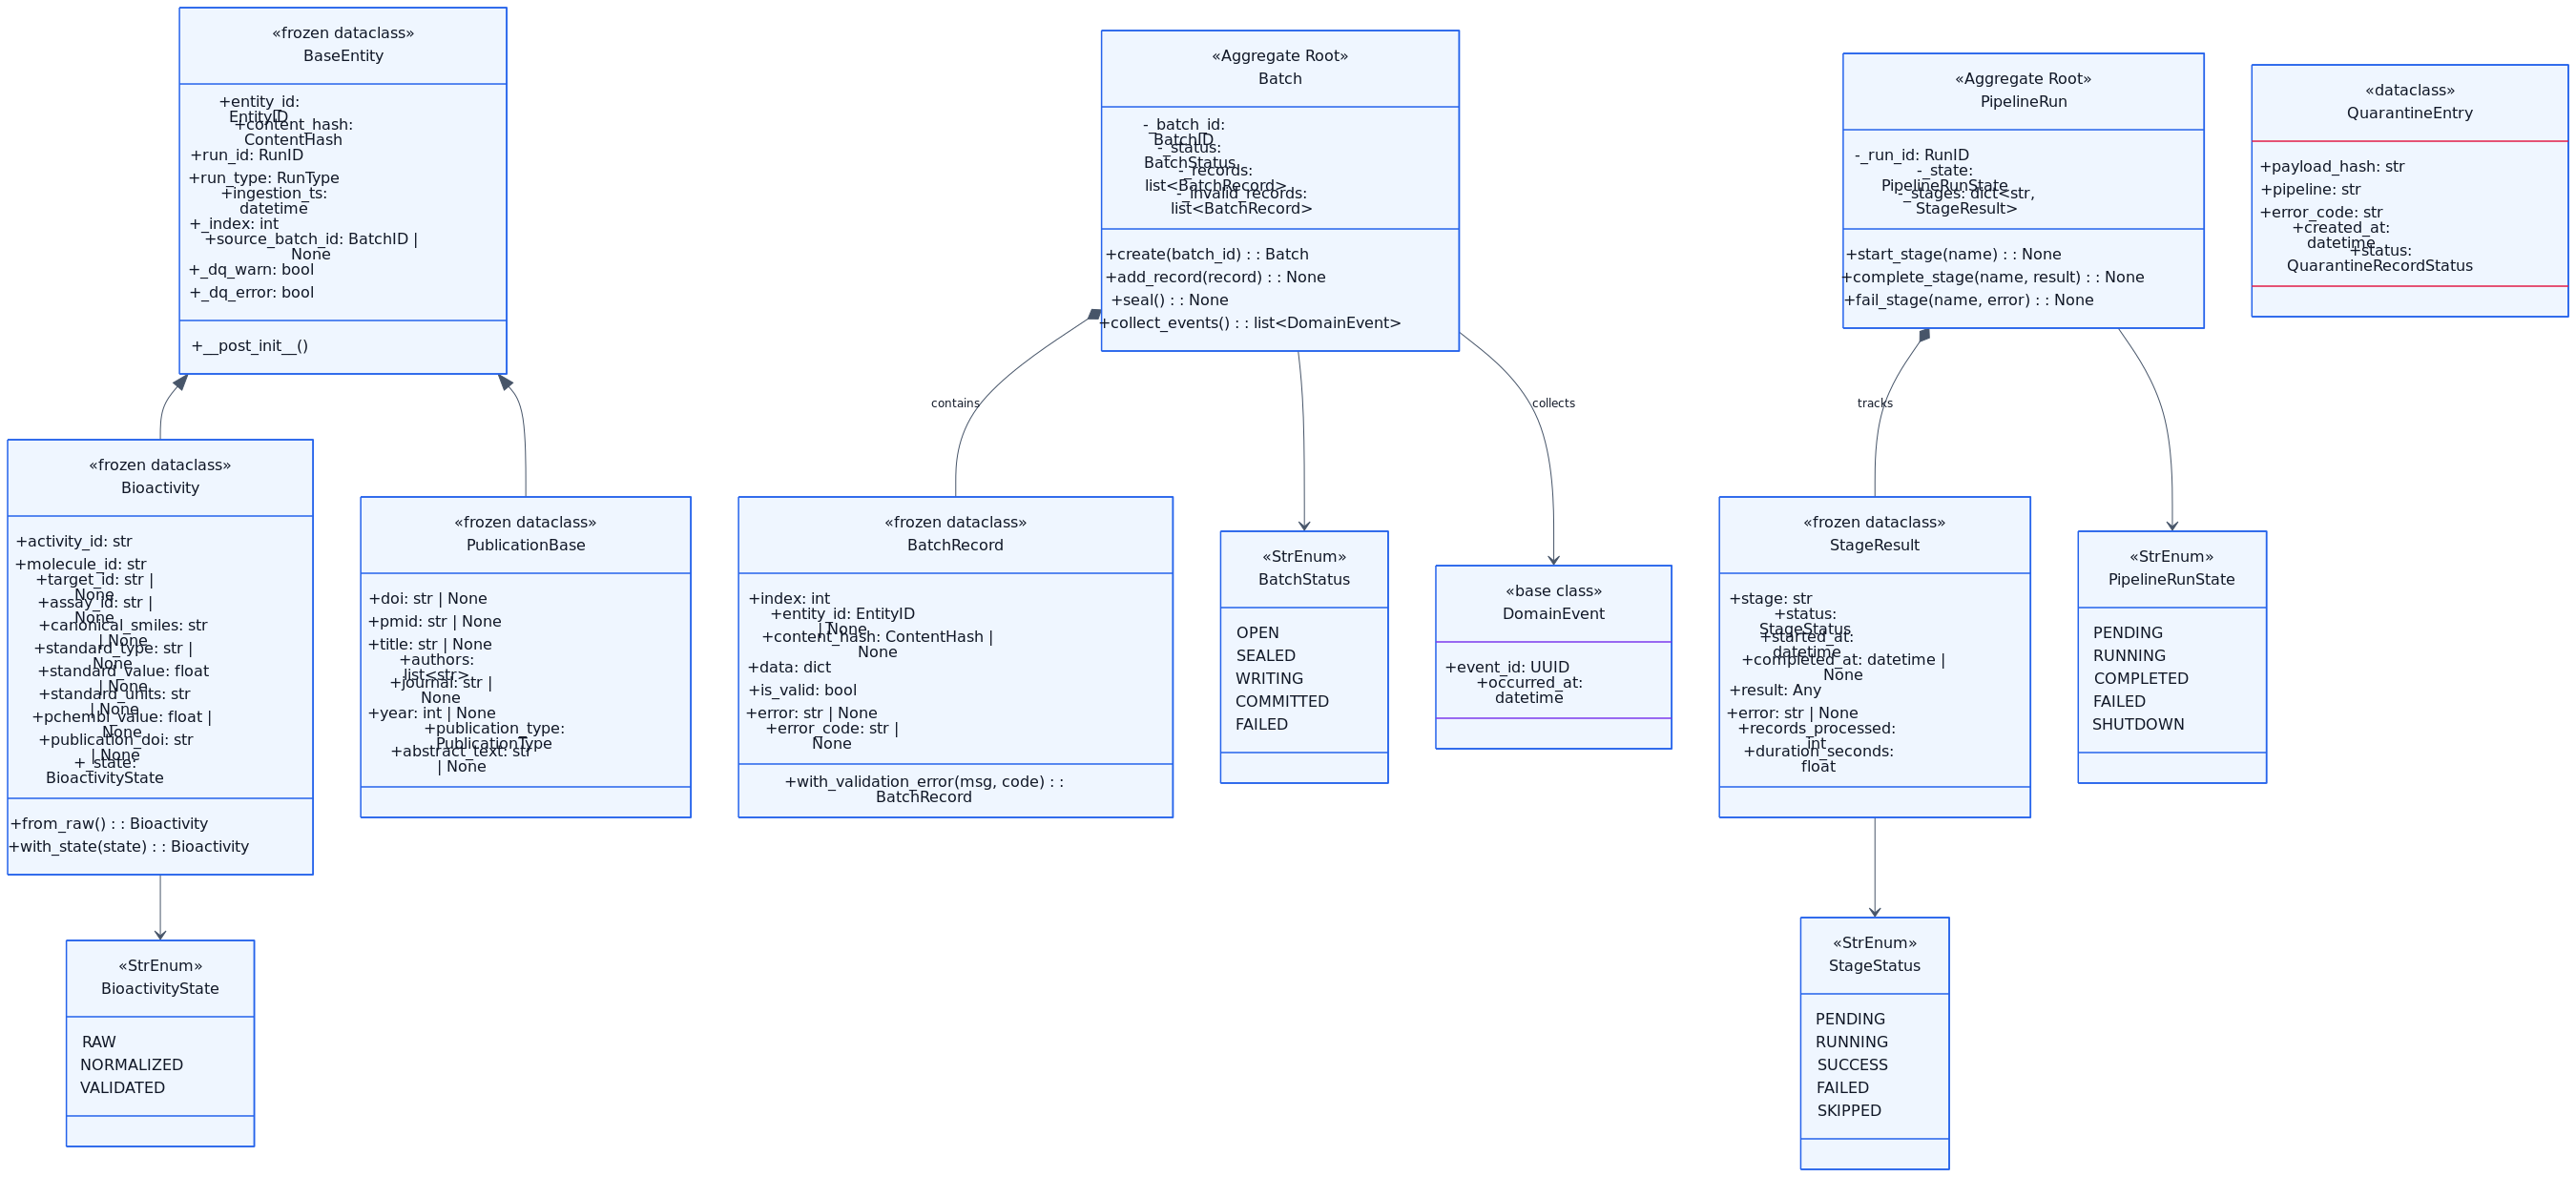 «frozen dataclass»
BaseEntity
+entity_id:
EntityID
+content_hash:
ContentHash
+run_id: RunID
+run_type: RunType
+ingestion_ts:
datetime
+_index: int
+source_batch_id: BatchID |
None
+_dq_warn: bool
+_dq_error: bool
+__post_init__()
«Aggregate Root»
Batch
-_batch_id:
BatchID
-_status:
BatchStatus
-_records:
list<BatchRecord>
-_invalid_records:
list<BatchRecord>
+create(batch_id) : : Batch
+add_record(record) : : None
+seal() : : None
+collect_events() : : list<DomainEvent>
«Aggregate Root»
PipelineRun
-_run_id: RunID
-_state:
PipelineRunState
-_stages: dict<str,
StageResult>
+start_stage(name) : : None
+complete_stage(name, result) : : None
+fail_stage(name, error) : : None
«dataclass»
QuarantineEntry
+payload_hash: str
+pipeline: str
+error_code: str
+created_at:
datetime
+status:
QuarantineRecordStatus
contains
collects
tracks
«frozen dataclass»
Bioactivity
+activity_id: str
+molecule_id: str
+target_id: str |
None
+assay_id: str |
None
+canonical_smiles: str
| None
+standard_type: str |
None
+standard_value: float
| None
+standard_units: str
| None
+pchembl_value: float |
None
+publication_doi: str
| None
+_state:
BioactivityState
+from_raw() : : Bioactivity
+with_state(state) : : Bioactivity
«frozen dataclass»
PublicationBase
+doi: str | None
+pmid: str | None
+title: str | None
+authors:
list<str>
+journal: str |
None
+year: int | None
+publication_type:
PublicationType
+abstract_text: str
| None
«frozen dataclass»
BatchRecord
+index: int
+entity_id: EntityID
| None
+content_hash: ContentHash |
None
+data: dict
+is_valid: bool
+error: str | None
+error_code: str |
None
+with_validation_error(msg, code) : :
BatchRecord
«StrEnum»
BatchStatus
OPEN
SEALED
WRITING
COMMITTED
FAILED
«base class»
DomainEvent
+event_id: UUID
+occurred_at:
datetime
«frozen dataclass»
StageResult
+stage: str
+status:
StageStatus
+started_at:
datetime
+completed_at: datetime |
None
+result: Any
+error: str | None
+records_processed:
int
+duration_seconds:
float
«StrEnum»
PipelineRunState
PENDING
RUNNING
COMPLETED
FAILED
SHUTDOWN
«StrEnum»
BioactivityState
RAW
NORMALIZED
VALIDATED
«StrEnum»
StageStatus
PENDING
RUNNING
SUCCESS
FAILED
SKIPPED